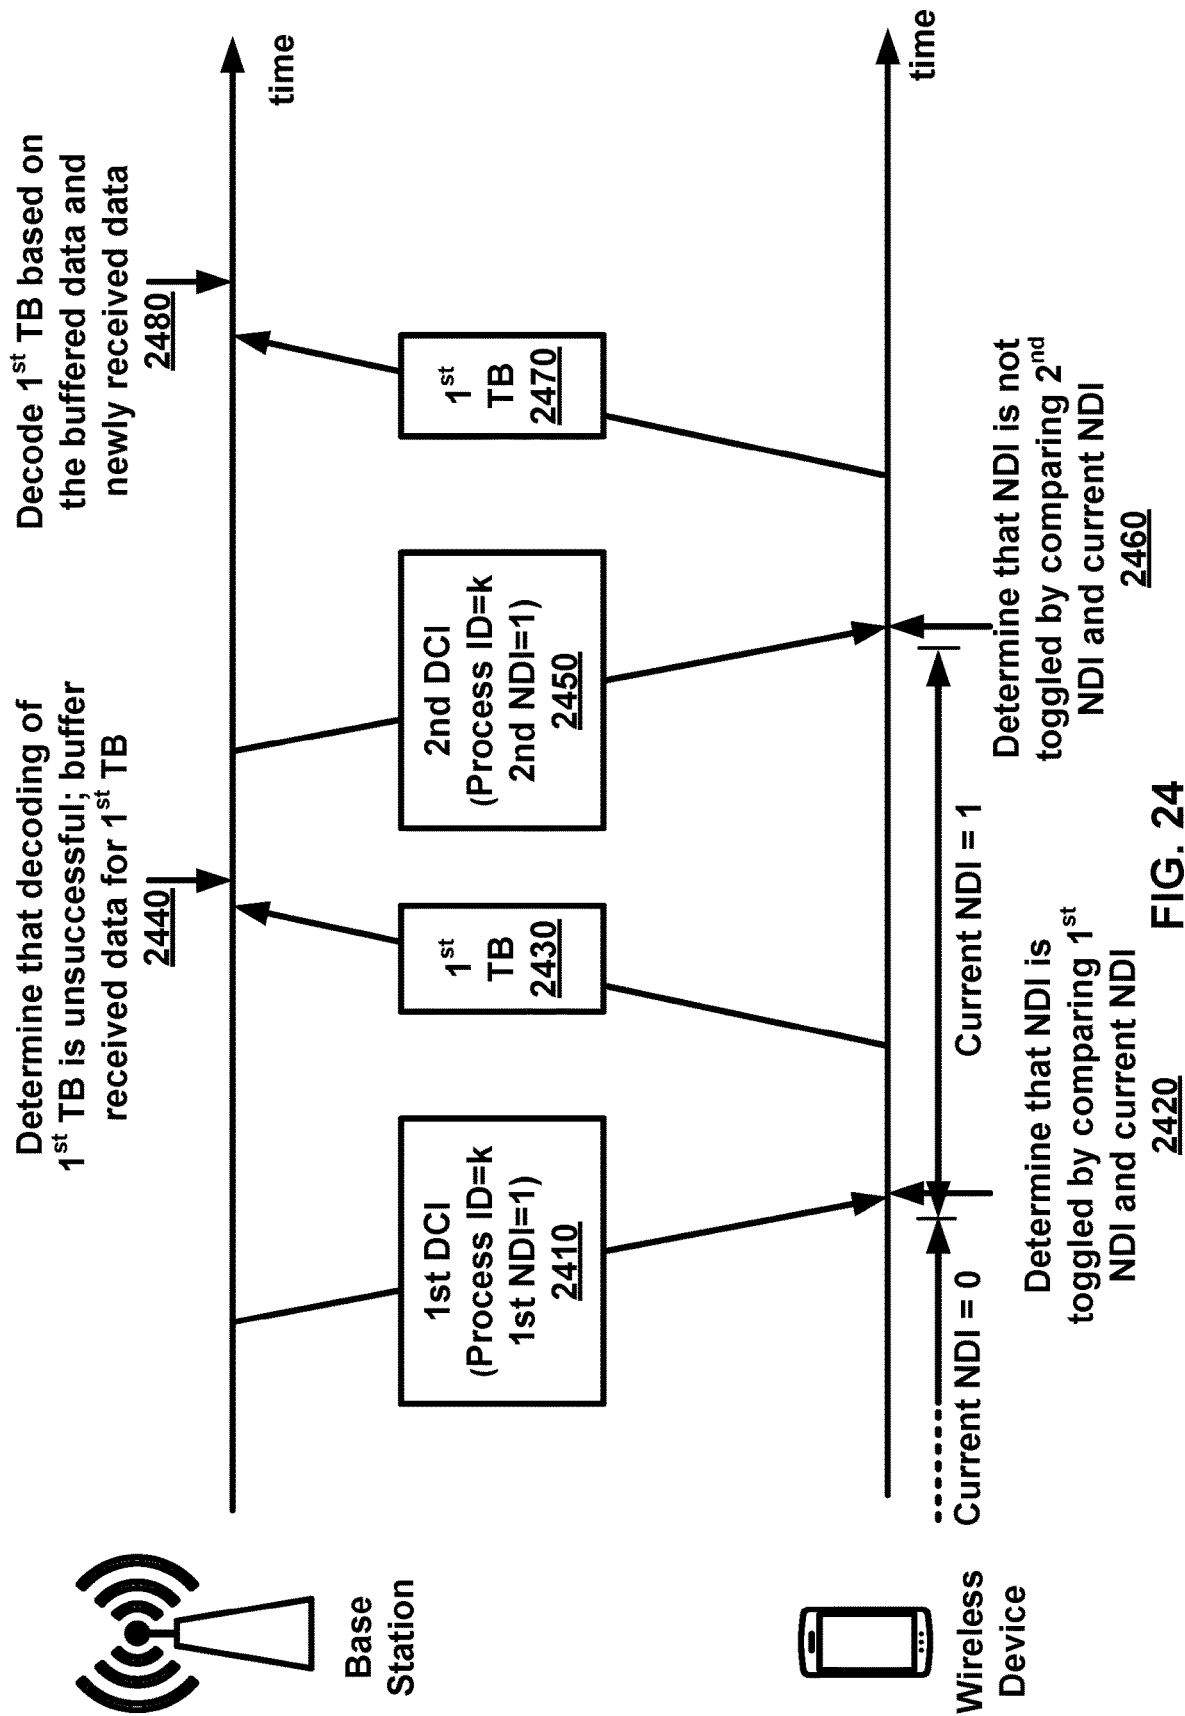 Determine that decoding of
1st TB is unsuccessful; buffer
received data for 1st TB
2440
Decode 1st TB based on
the buffered data and
newly received data
2480
time
Base
Station
1st DCI
(Process ID=k
1st NDI=1)
2410
1st
TB
2430
2nd DCI
(Process ID=k
2nd NDI=1)
2450
1st
TB
2470
time
Wireless
Device
Current NDI = 0
Current NDI = 1
Determine that NDI is
toggled by comparing 1st
NDI and current NDI
2420
Determine that NDI is not
toggled by comparing 2nd
NDI and current NDI
2460
FIG. 24